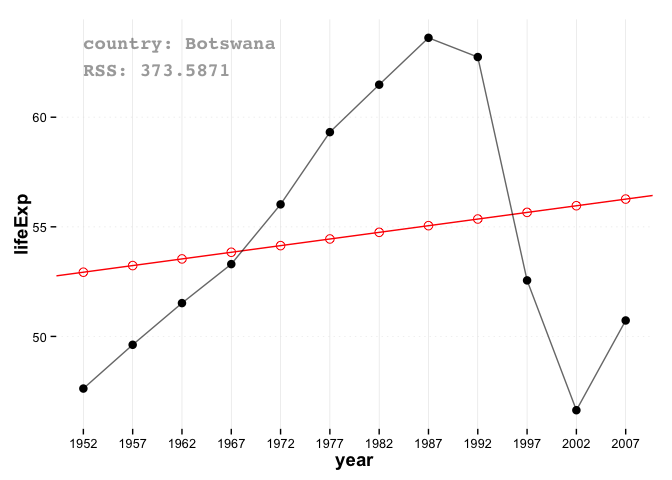 country: Botswana
RSS: 373.5871
60
55
50
lifeExp
1952 1957 1962 1967 1972 1977 1982 1987 1992 1997 2002 2007
year